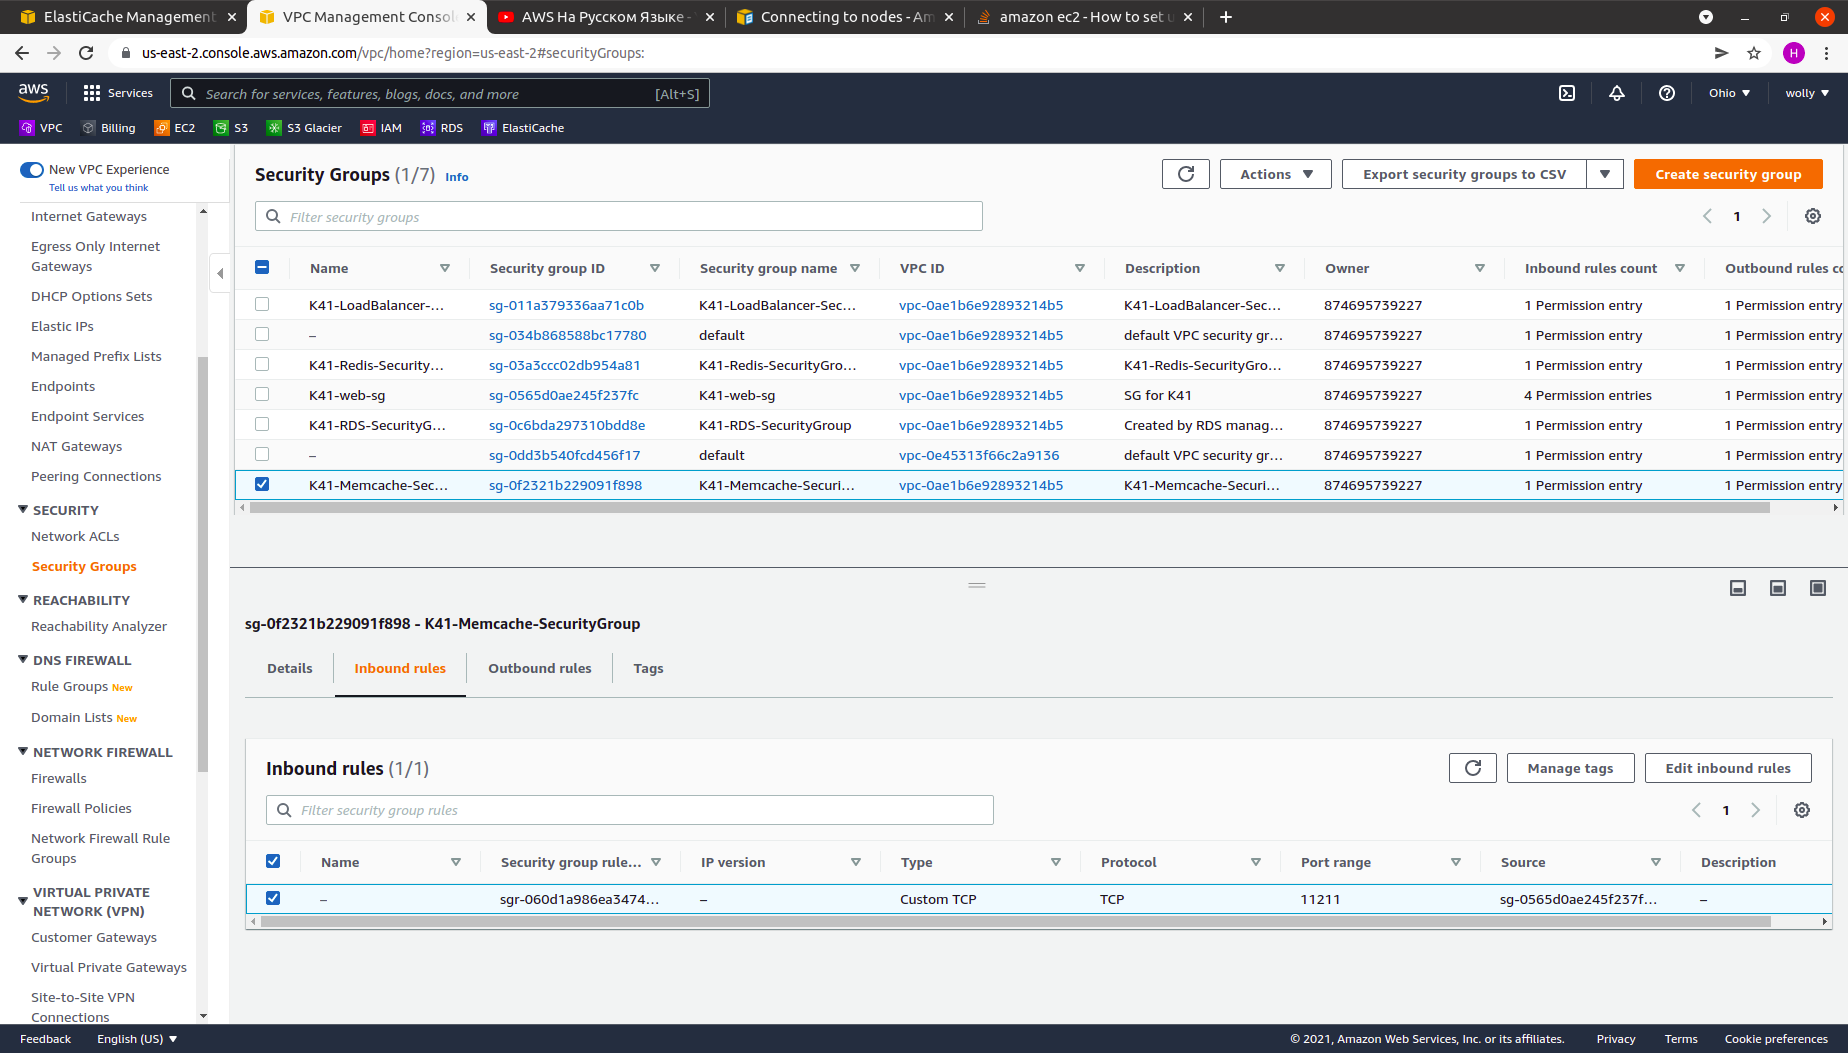 ElastiCache Management
VPC Management Consol
AWS На Русском Языке -
Connecting to nodes - Am
amazon ec2 - How to set u
us-east-2.console.aws.amazon.com/vpc/home?region=us-east-2#securityGroups:
H
aws
Services
Search for services, features, blogs, docs, and more
[Alt+S]
Ohio
wolly
VPC
Billing
EC2
S3
S3 Glacier
IAM
RDS
ElastiCache
New VPC Experience
Tell us what you think
Internet Gateways
Egress Only Internet
Gateways
DHCP Options Sets
Elastic IPs
Managed Prefix Lists
Endpoints
Endpoint Services
NAT Gateways
Peering Connections
SECURITY
Network ACLs
Security Groups
REACHABILITY
Reachability Analyzer
DNS FIREWALL
Rule Groups New
Domain Lists New
NETWORK FIREWALL
Firewalls
Firewall Policies
Network Firewall Rule
Groups
VIRTUAL PRIVATE
NETWORK (VPN)
Customer Gateways
Virtual Private Gateways
Site-to-Site VPN
Connections
Security Groups (1/7) Info
Actions
Export security groups to CSV
Create security group
Filter security groups
1
Name Security group ID Security group name VPC ID Description Owner Inbound rules count Outbound rules co
K41-LoadBalancer-... sg-011a379336aa71c0b K41-LoadBalancer-Sec... vpc-0ae1b6e92893214b5 K41-LoadBalancer-Sec... 874695739227 1 Permission entry 1 Permission entry
– sg-034b868588bc17780 default vpc-0ae1b6e92893214b5 default VPC security gr... 874695739227 1 Permission entry 1 Permission entry
K41-Redis-Security... sg-03a3ccc02db954a81 K41-Redis-SecurityGro... vpc-0ae1b6e92893214b5 K41-Redis-SecurityGro... 874695739227 1 Permission entry 1 Permission entry
K41-web-sg sg-0565d0ae245f237fc K41-web-sg vpc-0ae1b6e92893214b5 SG for K41 874695739227 4 Permission entries 1 Permission entry
K41-RDS-SecurityG... sg-0c6bda297310bdd8e K41-RDS-SecurityGroup vpc-0ae1b6e92893214b5 Created by RDS manag... 874695739227 1 Permission entry 1 Permission entry
– sg-0dd3b540fcd456f17 default vpc-0e45313f66c2a9136 default VPC security gr... 874695739227 1 Permission entry 1 Permission entry
K41-Memcache-Sec... sg-0f2321b229091f898 K41-Memcache-Securi... vpc-0ae1b6e92893214b5 K41-Memcache-Securi... 874695739227 1 Permission entry 1 Permission entry
sg-0f2321b229091f898 - K41-Memcache-SecurityGroup
Details
Inbound rules
Outbound rules
Tags
Inbound rules (1/1)
Manage tags
Edit inbound rules
Filter security group rules
1
Name Security group rule... IP version Type Protocol Port range Source Description
– sgr-060d1a986ea3474... – Custom TCP TCP 11211 sg-0565d0ae245f237f... –
Feedback
English (US)
© 2021, Amazon Web Services, Inc. or its affiliates.
Privacy
Terms
Cookie preferences